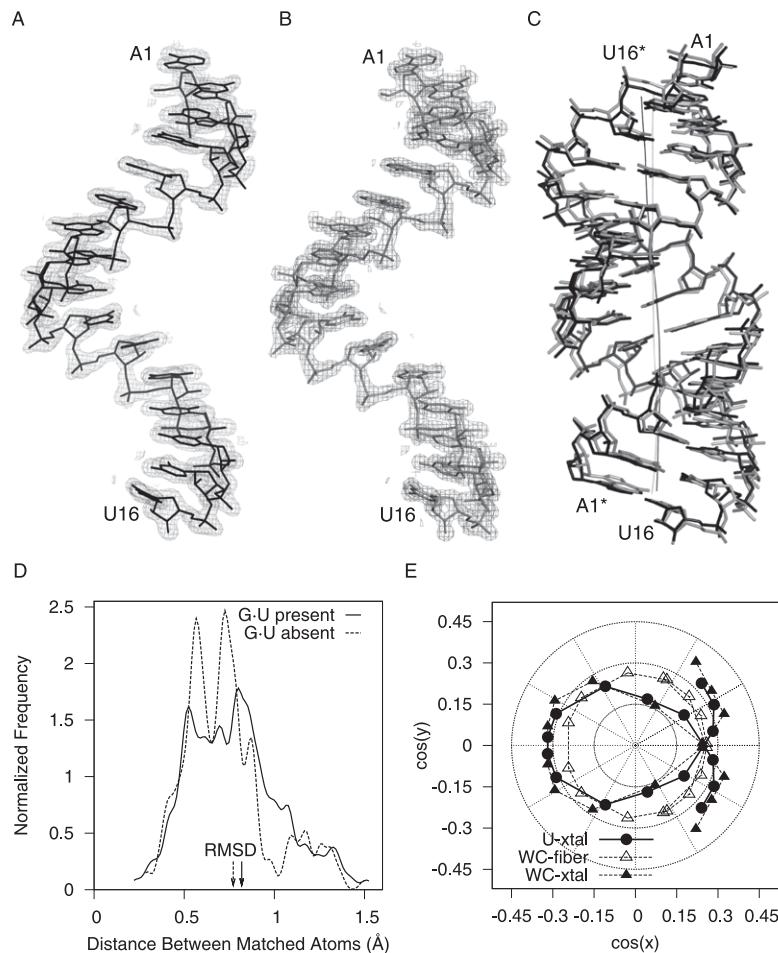 A
B
C
A1
A1
U16*
A1
U16
U16
A1*
U16
D
E
2.5
2
1.5
1
0.5
0
Normalized Frequency
G·U present
G·U absent
RMSD
0
0.5
1
1.5
Distance Between Matched Atoms (Å)
0.45
0.3
0.15
0
-0.15
-0.3
-0.45
cos(y)
U-xtal
WC-fiber
WC-xtal
-0.45
-0.3
-0.15
0
0.15
0.3
0.45
cos(x)